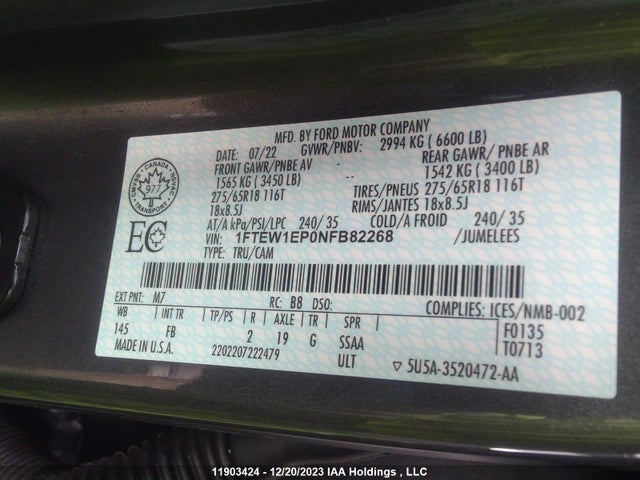 MFD. BY FORD MOTOR COMPANY
DATE: 07/22 GVWR/PNBV: 2994 KG ( 6600 LB)
FRONT GAWR/PNBE AV REAR GAWR/ PNBE AR
1565 KG ( 3450 LB) -- 1542 KG ( 3400 LB)
275/65R18 116T TIRES/PNEUS 275/65R18 116T
18x8.5J RIMS/JANTES 18x8.5J
AT/A kPa/PSI/LPC 240/ 35 COLD/A FROID 240/ 35
VIN: 1FTEW1EP0NFB82268 /JUMELEES
TYPE: TRU/CAM
CANADA
977
TRANSPORT
EC
EXT PNT: M7 RC: B8 DSO: COMPLIES: ICES/NMB-002
WB INT TR TP/PS R AXLE TR SPR F0135
145 FB 2 19 G SSAA T0713
MADE IN U.S.A. 2202207222479 ULT ▽ 5U5A-3520472-AA
11903424 - 12/20/2023 IAA Holdings , LLC